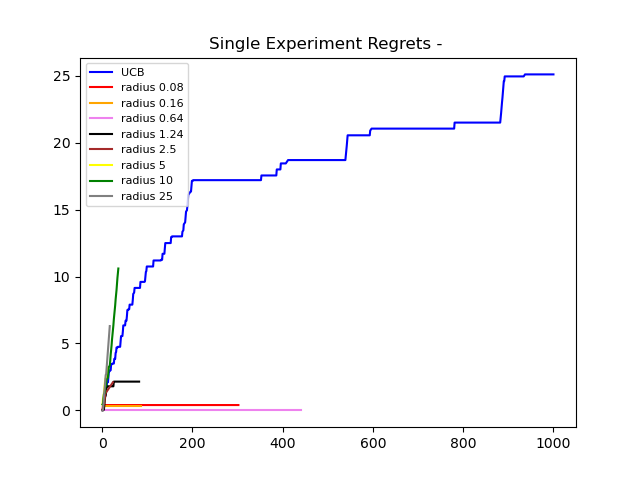 Single Experiment Regrets -
UCB
radius 0.08
radius 0.16
radius 0.64
radius 1.24
radius 2.5
radius 5
radius 10
radius 25
25
20
15
10
5
0
0 200 400 600 800 1000